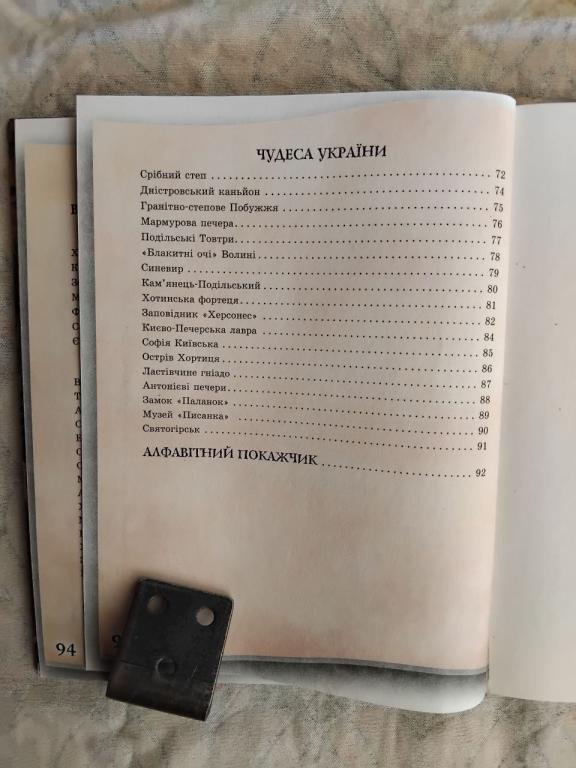 ЧУДЕСА УКРАЇНИ
Срібний степ 72
Дністровський каньйон 74
Гранітно-степове Побужжя 75
Мармурова печера 76
Подільські Товтри 77
«Блакитні очі» Волині 78
Синевир 79
Кам'янець-Подільський 80
Хотинська фортеця 81
Заповідник «Херсонес» 82
Києво-Печерська лавра 84
Софія Київська 85
Острів Хортиця 86
Ластівчине гніздо 87
Антонієві печери 88
Замок «Паланок» 89
Музей «Писанка» 90
Святогірськ 91
АЛФАВІТНИЙ ПОКАЖЧИК 92
94